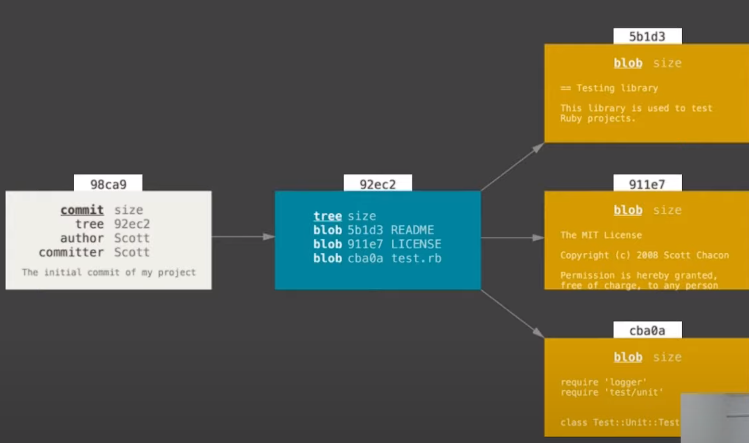 98ca9
commit size
tree 92ec2
author Scott
committer Scott
The initial commit of my project
92ec2
tree size
blob 5b1d3 README
blob 911e7 LICENSE
blob cba0a test.rb
5b1d3
blob size
== Testing library
This library is used to test
Ruby projects.
911e7
blob size
The MIT License
Copyright (c) 2008 Scott Chacon
Permission is hereby granted,
free of charge, to any person
cba0a
blob size
require 'logger'
require 'test/unit'
class Test::Unit::Test